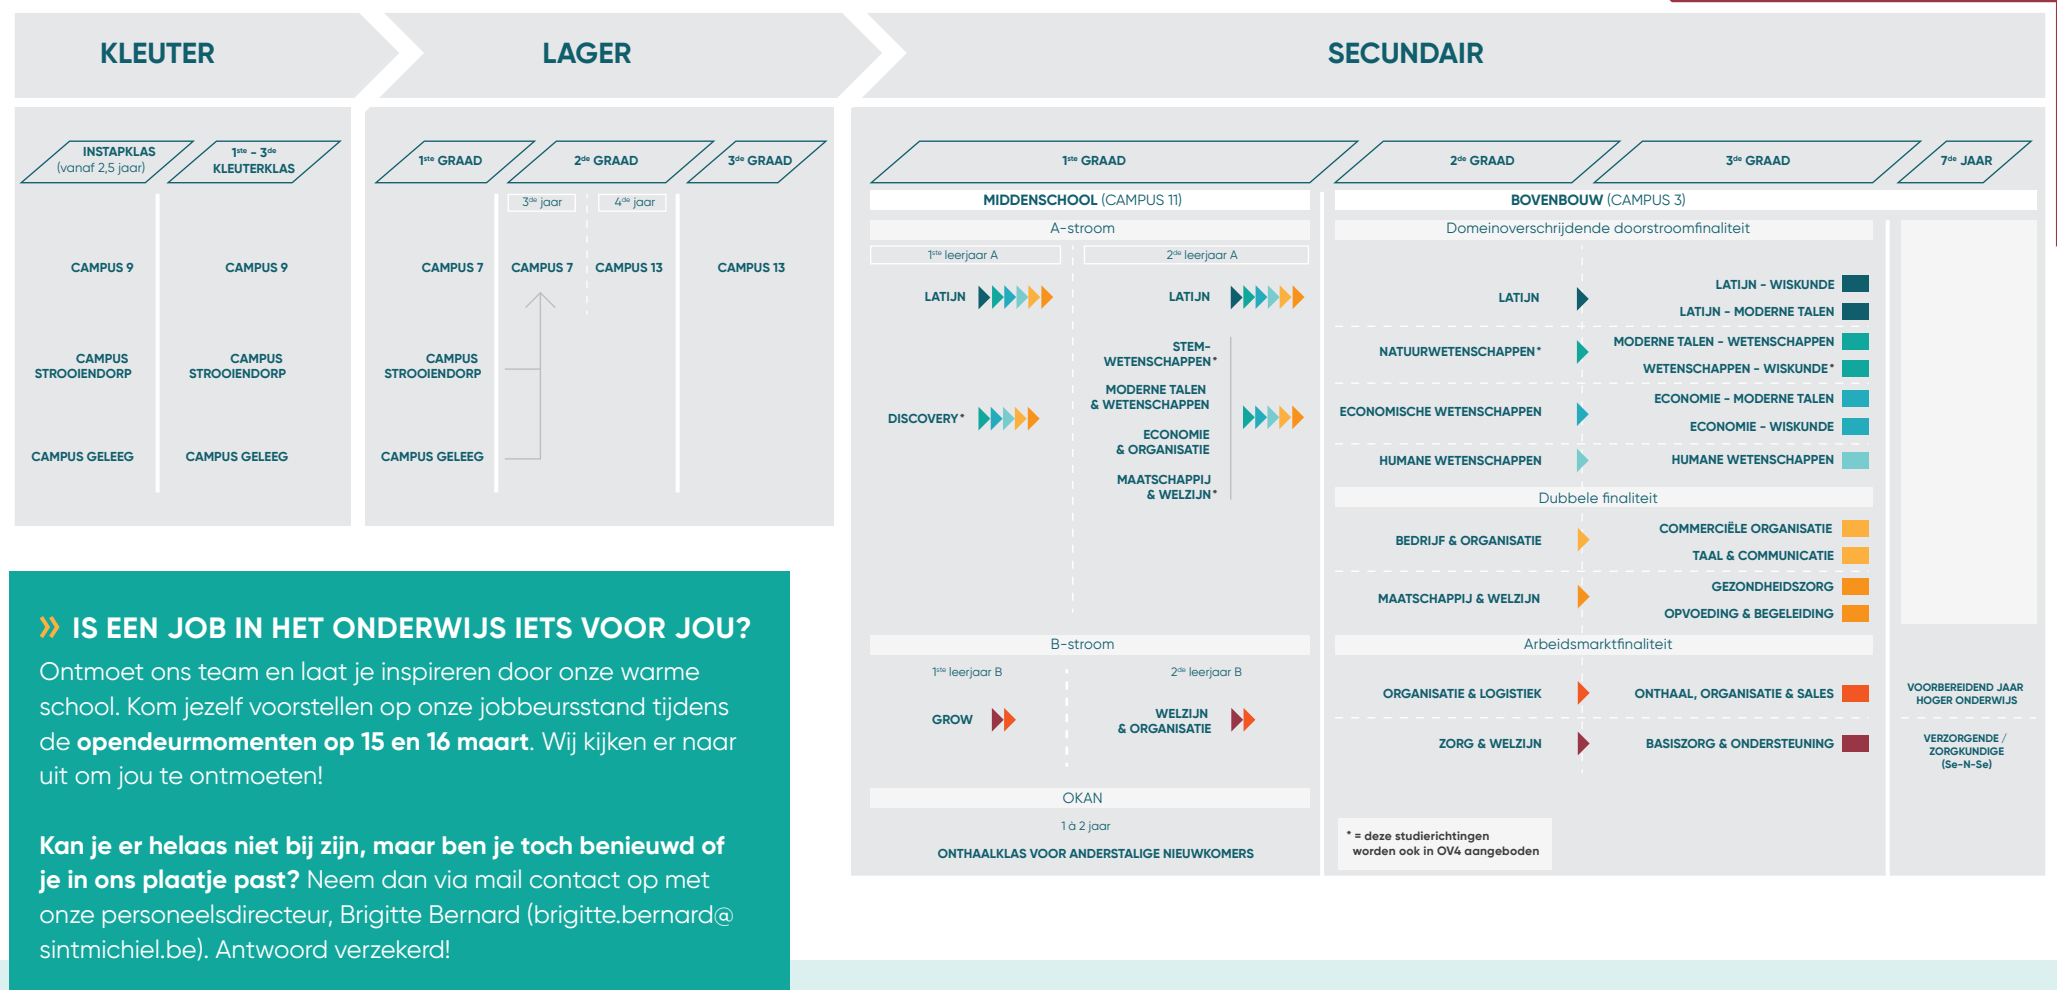 KLEUTER
LAGER
SECUNDAIR
INSTAPKLAS
(vanaf 2,5 jaar)
1ste - 3de
KLEUTERKLAS
CAMPUS 9
CAMPUS 9
CAMPUS
STROOIENDORP
CAMPUS
STROOIENDORP
CAMPUS GELEEG
CAMPUS GELEEG
1ste GRAAD
2de GRAAD
3de GRAAD
3de jaar
4de jaar
CAMPUS 7
CAMPUS 7
CAMPUS 13
CAMPUS 13
CAMPUS
STROOIENDORP
CAMPUS GELEEG
1ste GRAAD
2de GRAAD
3de GRAAD
7de JAAR
MIDDENSCHOOL (CAMPUS 11)
A-stroom
1ste leerjaar A
2de leerjaar A
LATIJN
LATIJN
DISCOVERY*
STEM-
WETENSCHAPPEN*
MODERNE TALEN
& WETENSCHAPPEN
ECONOMIE
& ORGANISATIE
MAATSCHAPPIJ
& WELZIJN*
B-stroom
1ste leerjaar B
2de leerjaar B
GROW
WELZIJN
& ORGANISATIE
OKAN
1 à 2 jaar
ONTHAALKLAS VOOR ANDERSTALIGE NIEUWKOMERS
BOVENBOUW (CAMPUS 3)
Domeinoverschrijdende doorstroomfinaliteit
LATIJN
LATIJN - WISKUNDE
LATIJN - MODERNE TALEN
NATUURWETENSCHAPPEN*
MODERNE TALEN - WETENSCHAPPEN
WETENSCHAPPEN - WISKUNDE*
ECONOMISCHE WETENSCHAPPEN
ECONOMIE - MODERNE TALEN
ECONOMIE - WISKUNDE
HUMANE WETENSCHAPPEN
HUMANE WETENSCHAPPEN
Dubbele finaliteit
BEDRIJF & ORGANISATIE
COMMERCIËLE ORGANISATIE
TAAL & COMMUNICATIE
MAATSCHAPPIJ & WELZIJN
GEZONDHEIDSZORG
OPVOEDING & BEGELEIDING
Arbeidsmarktfinaliteit
ORGANISATIE & LOGISTIEK
ONTHAAL, ORGANISATIE & SALES
ZORG & WELZIJN
BASISZORG & ONDERSTEUNING
VOORBEREIDEND JAAR
HOGER ONDERWIJS
VERZORGENDE /
ZORGKUNDIGE
(Se-N-Se)
* = deze studierichtingen
worden ook in OV4 aangeboden
IS EEN JOB IN HET ONDERWIJS IETS VOOR JOU?
Ontmoet ons team en laat je inspireren door onze warme
school. Kom jezelf voorstellen op onze jobbeursstand tijdens
de opendeurmomenten op 15 en 16 maart. Wij kijken er naar
uit om jou te ontmoeten!
Kan je er helaas niet bij zijn, maar ben je toch benieuwd of
je in ons plaatje past? Neem dan via mail contact op met
onze personeelsdirecteur, Brigitte Bernard (brigitte.bernard@
sintmichiel.be). Antwoord verzekerd!